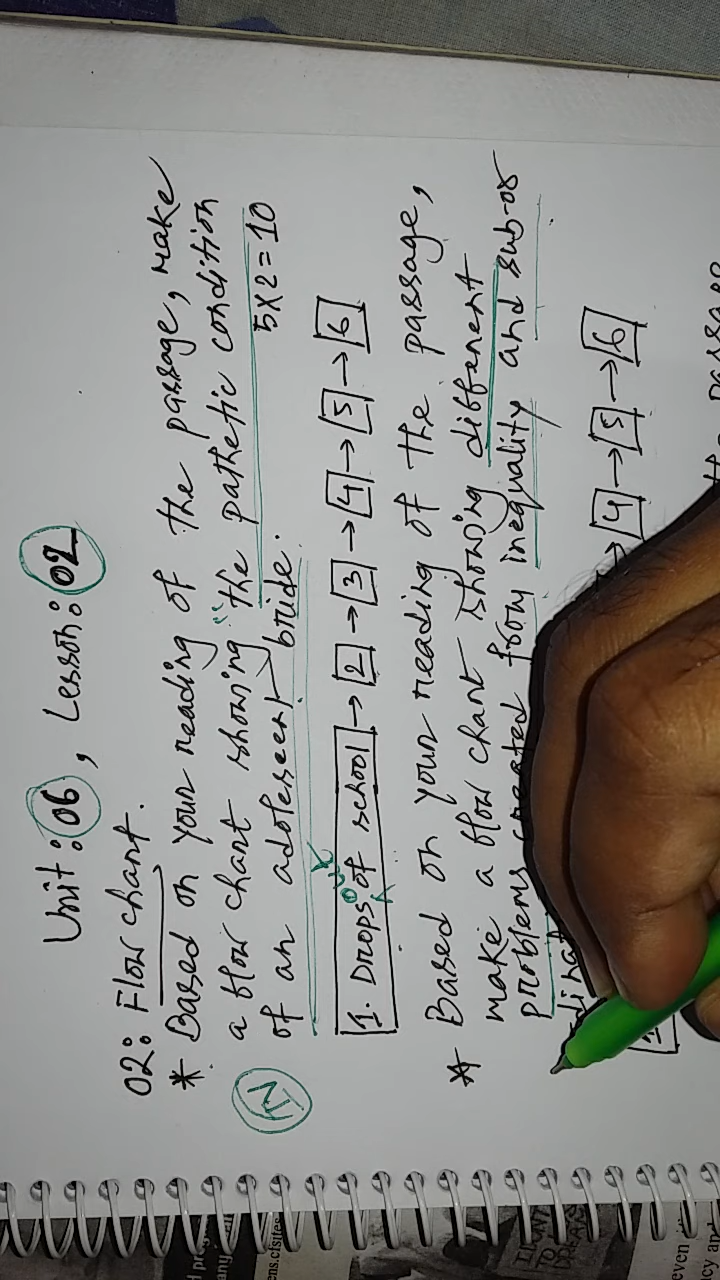 Unit: 06, Lesson: 02
02: Flow chart.
* Based on your reading of the passage, make
a flow chart showing "the pathetic condition
of an adolescent bride. 5x2=10
1. Drops of school → 2 → 3 → 4 → 5 → 6
* Based on your reading of the passage,
make a flow chart showing different
problems created from inequality and sub-or
dinat
4 → 5 → 6